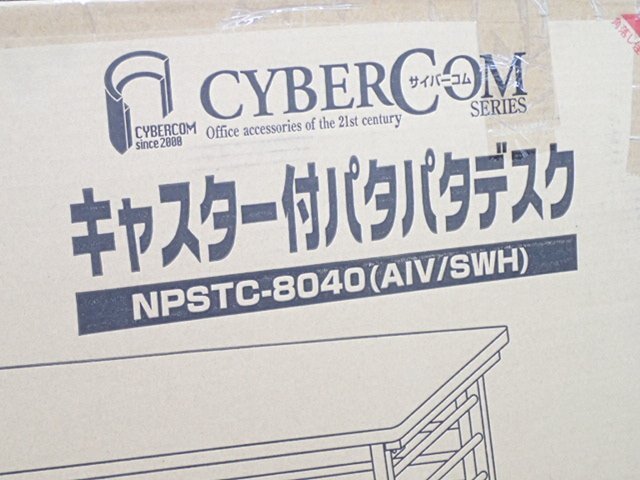 CYBERCOM
サイバーコム
SERIES
Office accessories of the 21st century
CYBERCOM
since 2000
キャスター付パタパタデスク
NPSTC-8040(AIV/SWH)